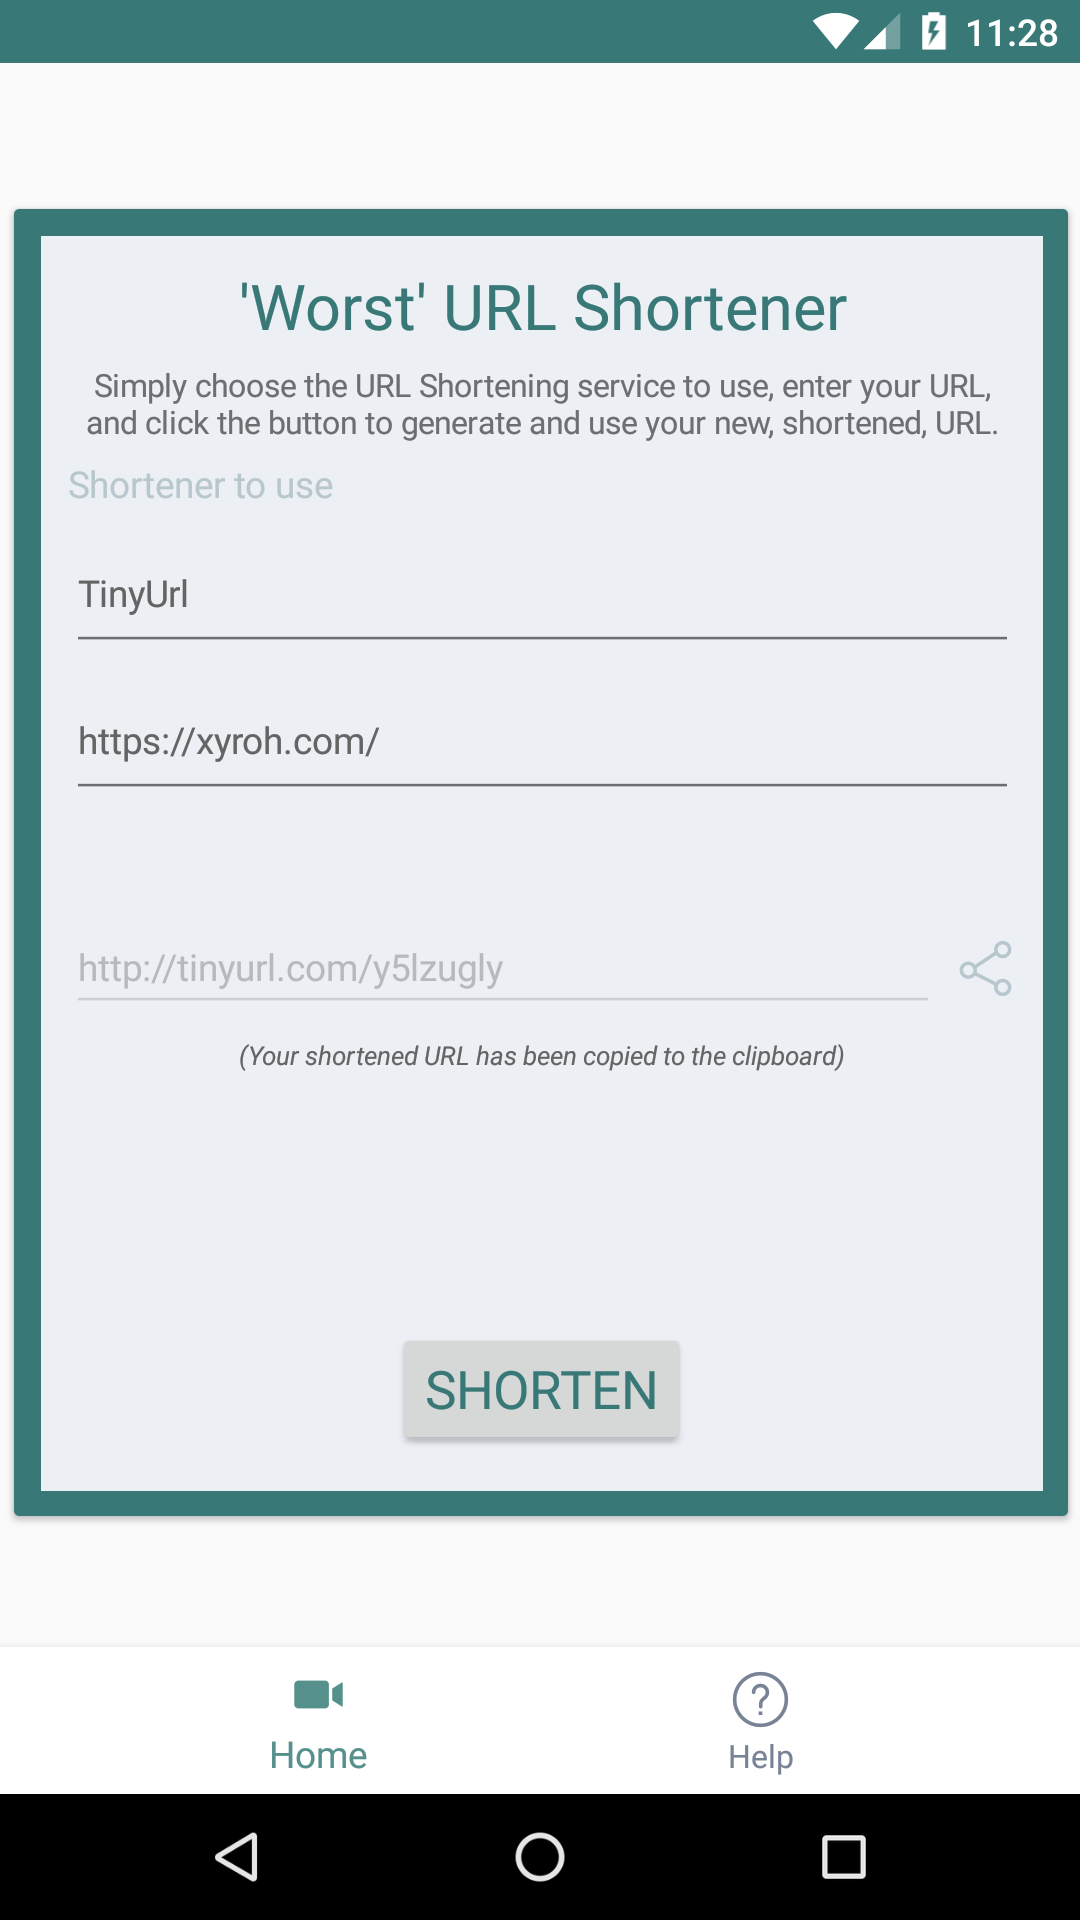 11:28
'Worst' URL Shortener
Simply choose the URL Shortening service to use, enter your URL,
and click the button to generate and use your new, shortened, URL.
Shortener to use
TinyUrl
https://xyroh.com/
http://tinyurl.com/y5lzugly
(Your shortened URL has been copied to the clipboard)
SHORTEN
Home
Help